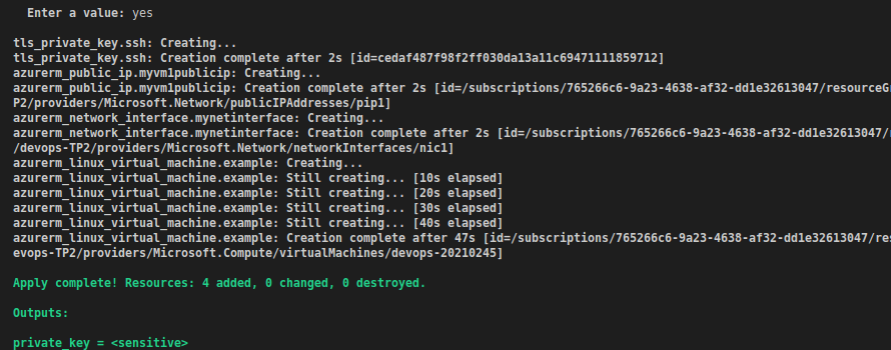 Enter a value: yes
tls_private_key.ssh: Creating...
tls_private_key.ssh: Creation complete after 2s [id=cedaf487f98f2ff030da13a11c69471111859712]
azurerm_public_ip.myvm1publicip: Creating...
azurerm_public_ip.myvm1publicip: Creation complete after 2s [id=/subscriptions/765266c6-9a23-4638-af32-dd1e32613047/resourceG
P2/providers/Microsoft.Network/publicIPAddresses/pip1]
azurerm_network_interface.mynetinterface: Creating...
azurerm_network_interface.mynetinterface: Creation complete after 2s [id=/subscriptions/765266c6-9a23-4638-af32-dd1e32613047/
/devops-TP2/providers/Microsoft.Network/networkInterfaces/nic1]
azurerm_linux_virtual_machine.example: Creating...
azurerm_linux_virtual_machine.example: Still creating... [10s elapsed]
azurerm_linux_virtual_machine.example: Still creating... [20s elapsed]
azurerm_linux_virtual_machine.example: Still creating... [30s elapsed]
azurerm_linux_virtual_machine.example: Still creating... [40s elapsed]
azurerm_linux_virtual_machine.example: Creation complete after 47s [id=/subscriptions/765266c6-9a23-4638-af32-dd1e32613047/res
evops-TP2/providers/Microsoft.Compute/virtualMachines/devops-20210245]
Apply complete! Resources: 4 added, 0 changed, 0 destroyed.
Outputs:
private_key = <sensitive>